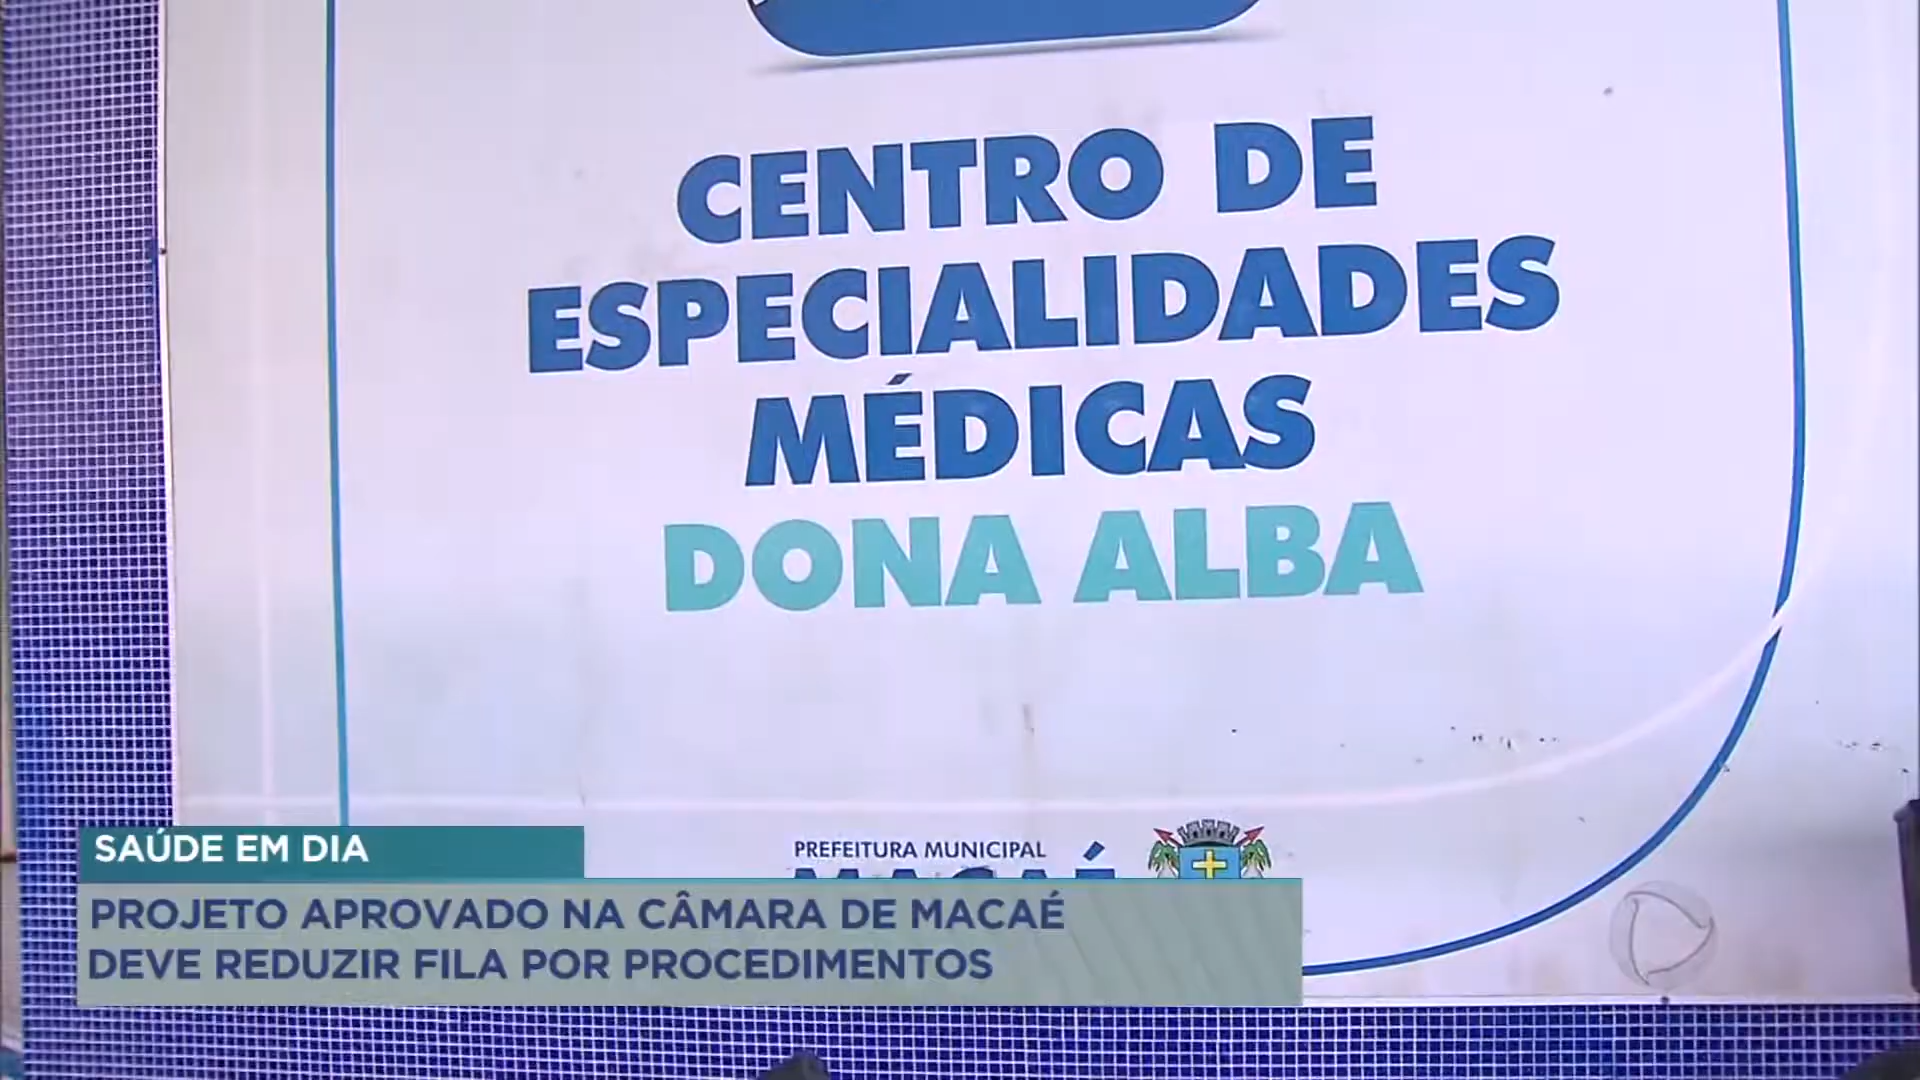 CENTRO DE
ESPECIALIDADES
MÉDICAS
DONA ALBA
PREFEITURA MUNICIPAL
MACAÉ
SAÚDE EM DIA
PROJETO APROVADO NA CÂMARA DE MACAÉ
DEVE REDUZIR FILA POR PROCEDIMENTOS